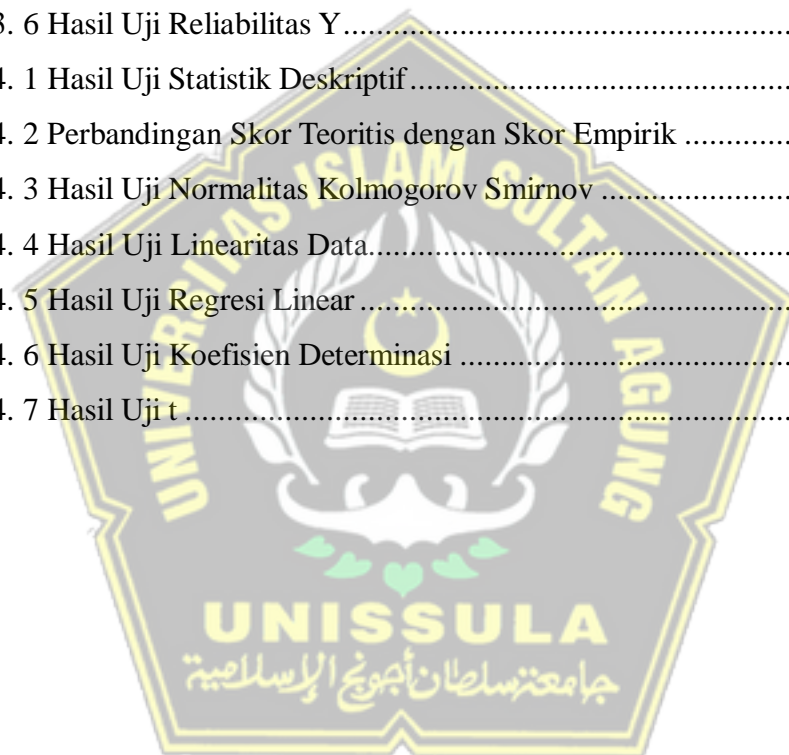 3. 6 Hasil Uji Reliabilitas Y
4. 1 Hasil Uji Statistik Deskriptif
4. 2 Perbandingan Skor Teoritis dengan Skor Empirik
4. 3 Hasil Uji Normalitas Kolmogorov Smirnov
4. 4 Hasil Uji Linearitas Data
4. 5 Hasil Uji Regresi Linear
4. 6 Hasil Uji Koefisien Determinasi
4. 7 Hasil Uji t
UNIVERSITAS ISLAM SULTAN AGUNG
UNISSULA
جامعة سلطان أجونج الإسلامية